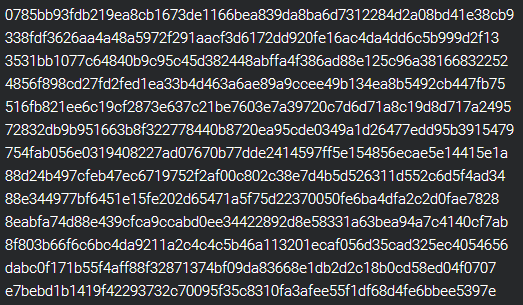 0785bb93fdb219ea8cb1673de1166bea839da8ba6d7312284d2a08bd41e38cb9
338fdf3626aa4a48a5972f291aacf3d6172dd920fe16ac4da4dd6c5b999d2f13
3531bb1077c64840b9c95c45d382448abffa4f386ad88e125c96a38166832252
4856f898cd27fd2fed1ea33b4d463a6ae89a9ccee49b134ea8b5492cb447fb75
516fb821ee6c19cf2873e637c21be7603e7a39720c7d6d71a8c19d8d717a2495
72832db9b951663b8f322778440b8720ea95cde0349a1d26477edd95b3915479
754fab056e0319408227ad07670b77dde2414597ff5e154856ecae5e14415e1a
88d24b497cfeb47ec6719752f2af00c802c38e7d4b5d526311d552c6d5f4ad34
88e344977bf6451e15fe202d65471a5f75d22370050fe6ba4dfa2c2d0fae7828
8eabfa74d88e439cfca9ccabd0ee34422892d8e58331a63bea94a7c4140cf7ab
8f803b66f6c6bc4da9211a2c4c4c5b46a113201ecaf056d35cad325ec4054656
dabc0f171b55f4aff88f32871374bf09da83668e1db2d2c18b0cd58ed04f0707
e7bebd1b1419f42293732c70095f35c8310fa3afee55f1df68d4fe6bbee5397e